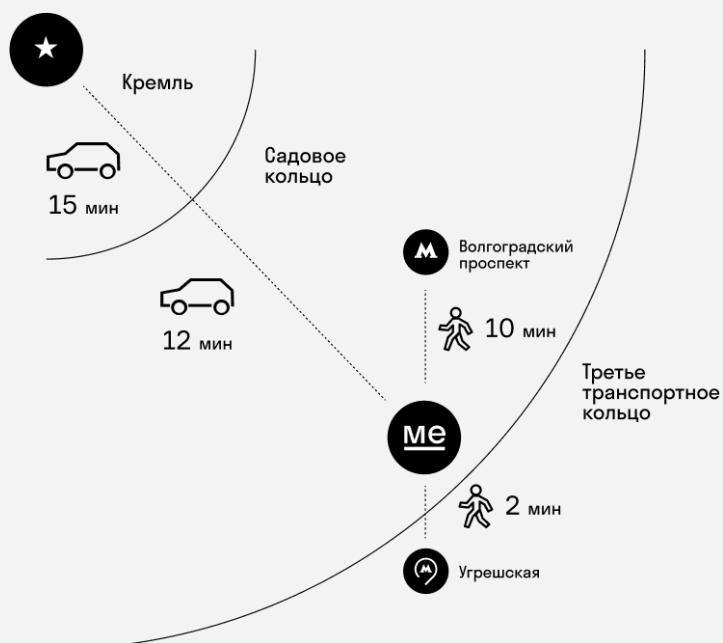 Кремль
15 мин
Садовое
кольцо
12 мин
М
Волгоградский
проспект
10 мин
Третье
транспортное
кольцо
ме
2 мин
М
Угрешская